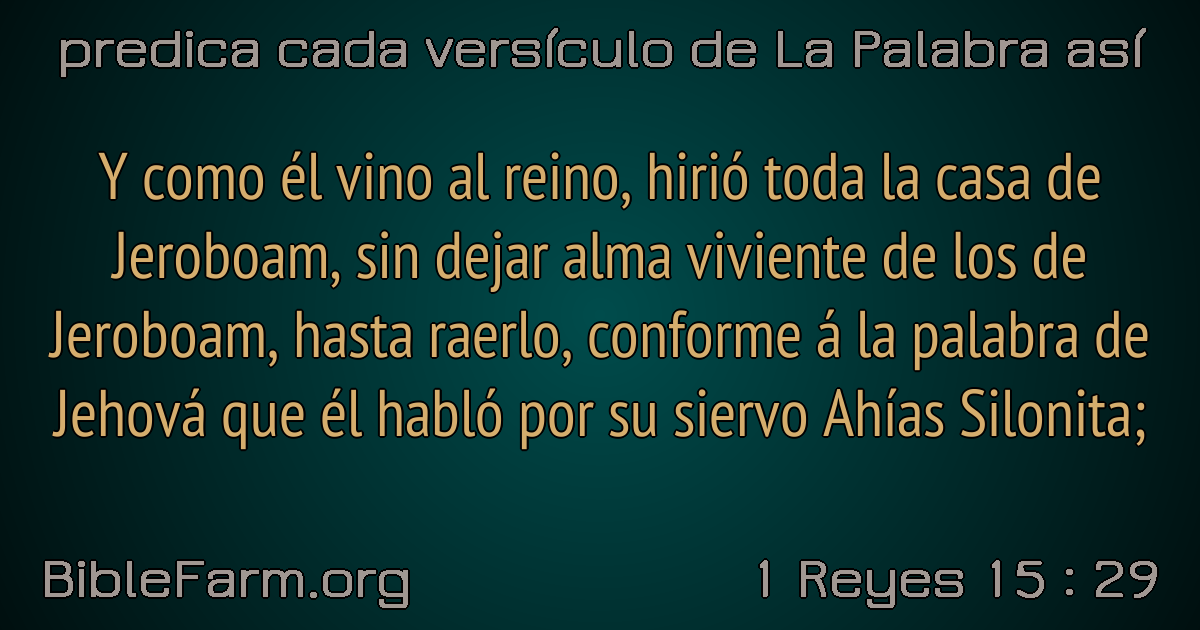 predica cada versículo de La Palabra así
Y como él vino al reino, hirió toda la casa de
Jeroboam, sin dejar alma viviente de los de
Jeroboam, hasta raerlo, conforme á la palabra de
Jehová que él habló por su siervo Ahías Silonita;
BibleFarm.org
1 Reyes 15 : 29